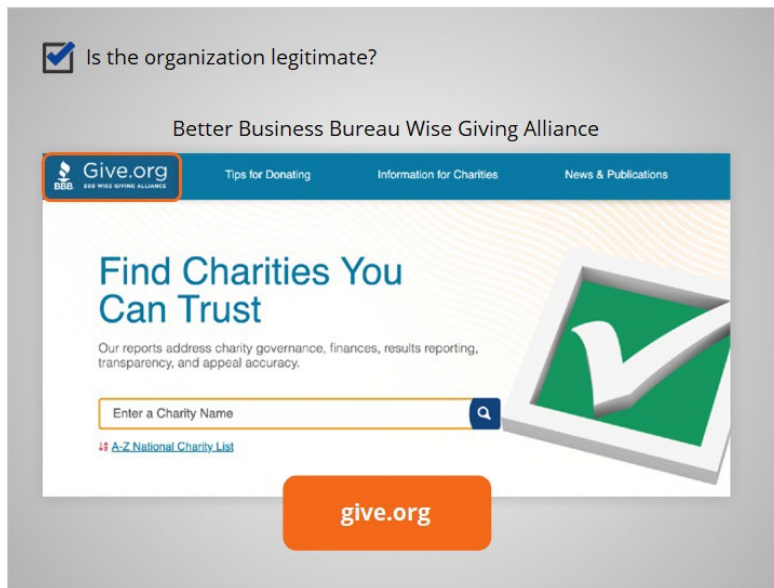 Is the organization legitimate?
Better Business Bureau Wise Giving Alliance
BBB
Give.org
BBB WISE GIVING ALLIANCE
Tips for Donating
Information for Charities
News & Publications
Find Charities You
Can Trust
Our reports address charity governance, finances, results reporting,
transparency, and appeal accuracy.
Enter a Charity Name
A-Z National Charity List
give.org